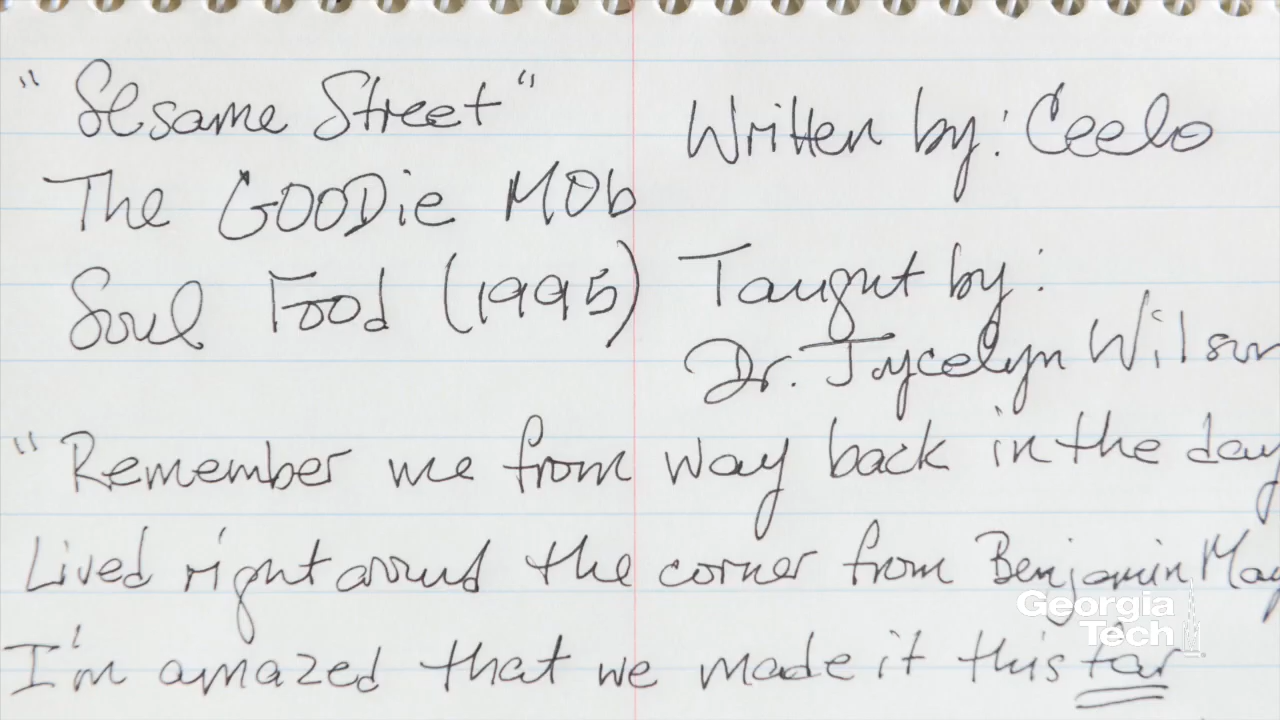 "Sesame Street"
The GOODie MOb
Soul Food (1995)
Written by: Ceelo
Taught by:
Dr. Joycelyn Wilson
"Remember me from way back in the day
Lived right around the corner from Benjamin May
I'm amazed that we made it this far
Georgia
Tech